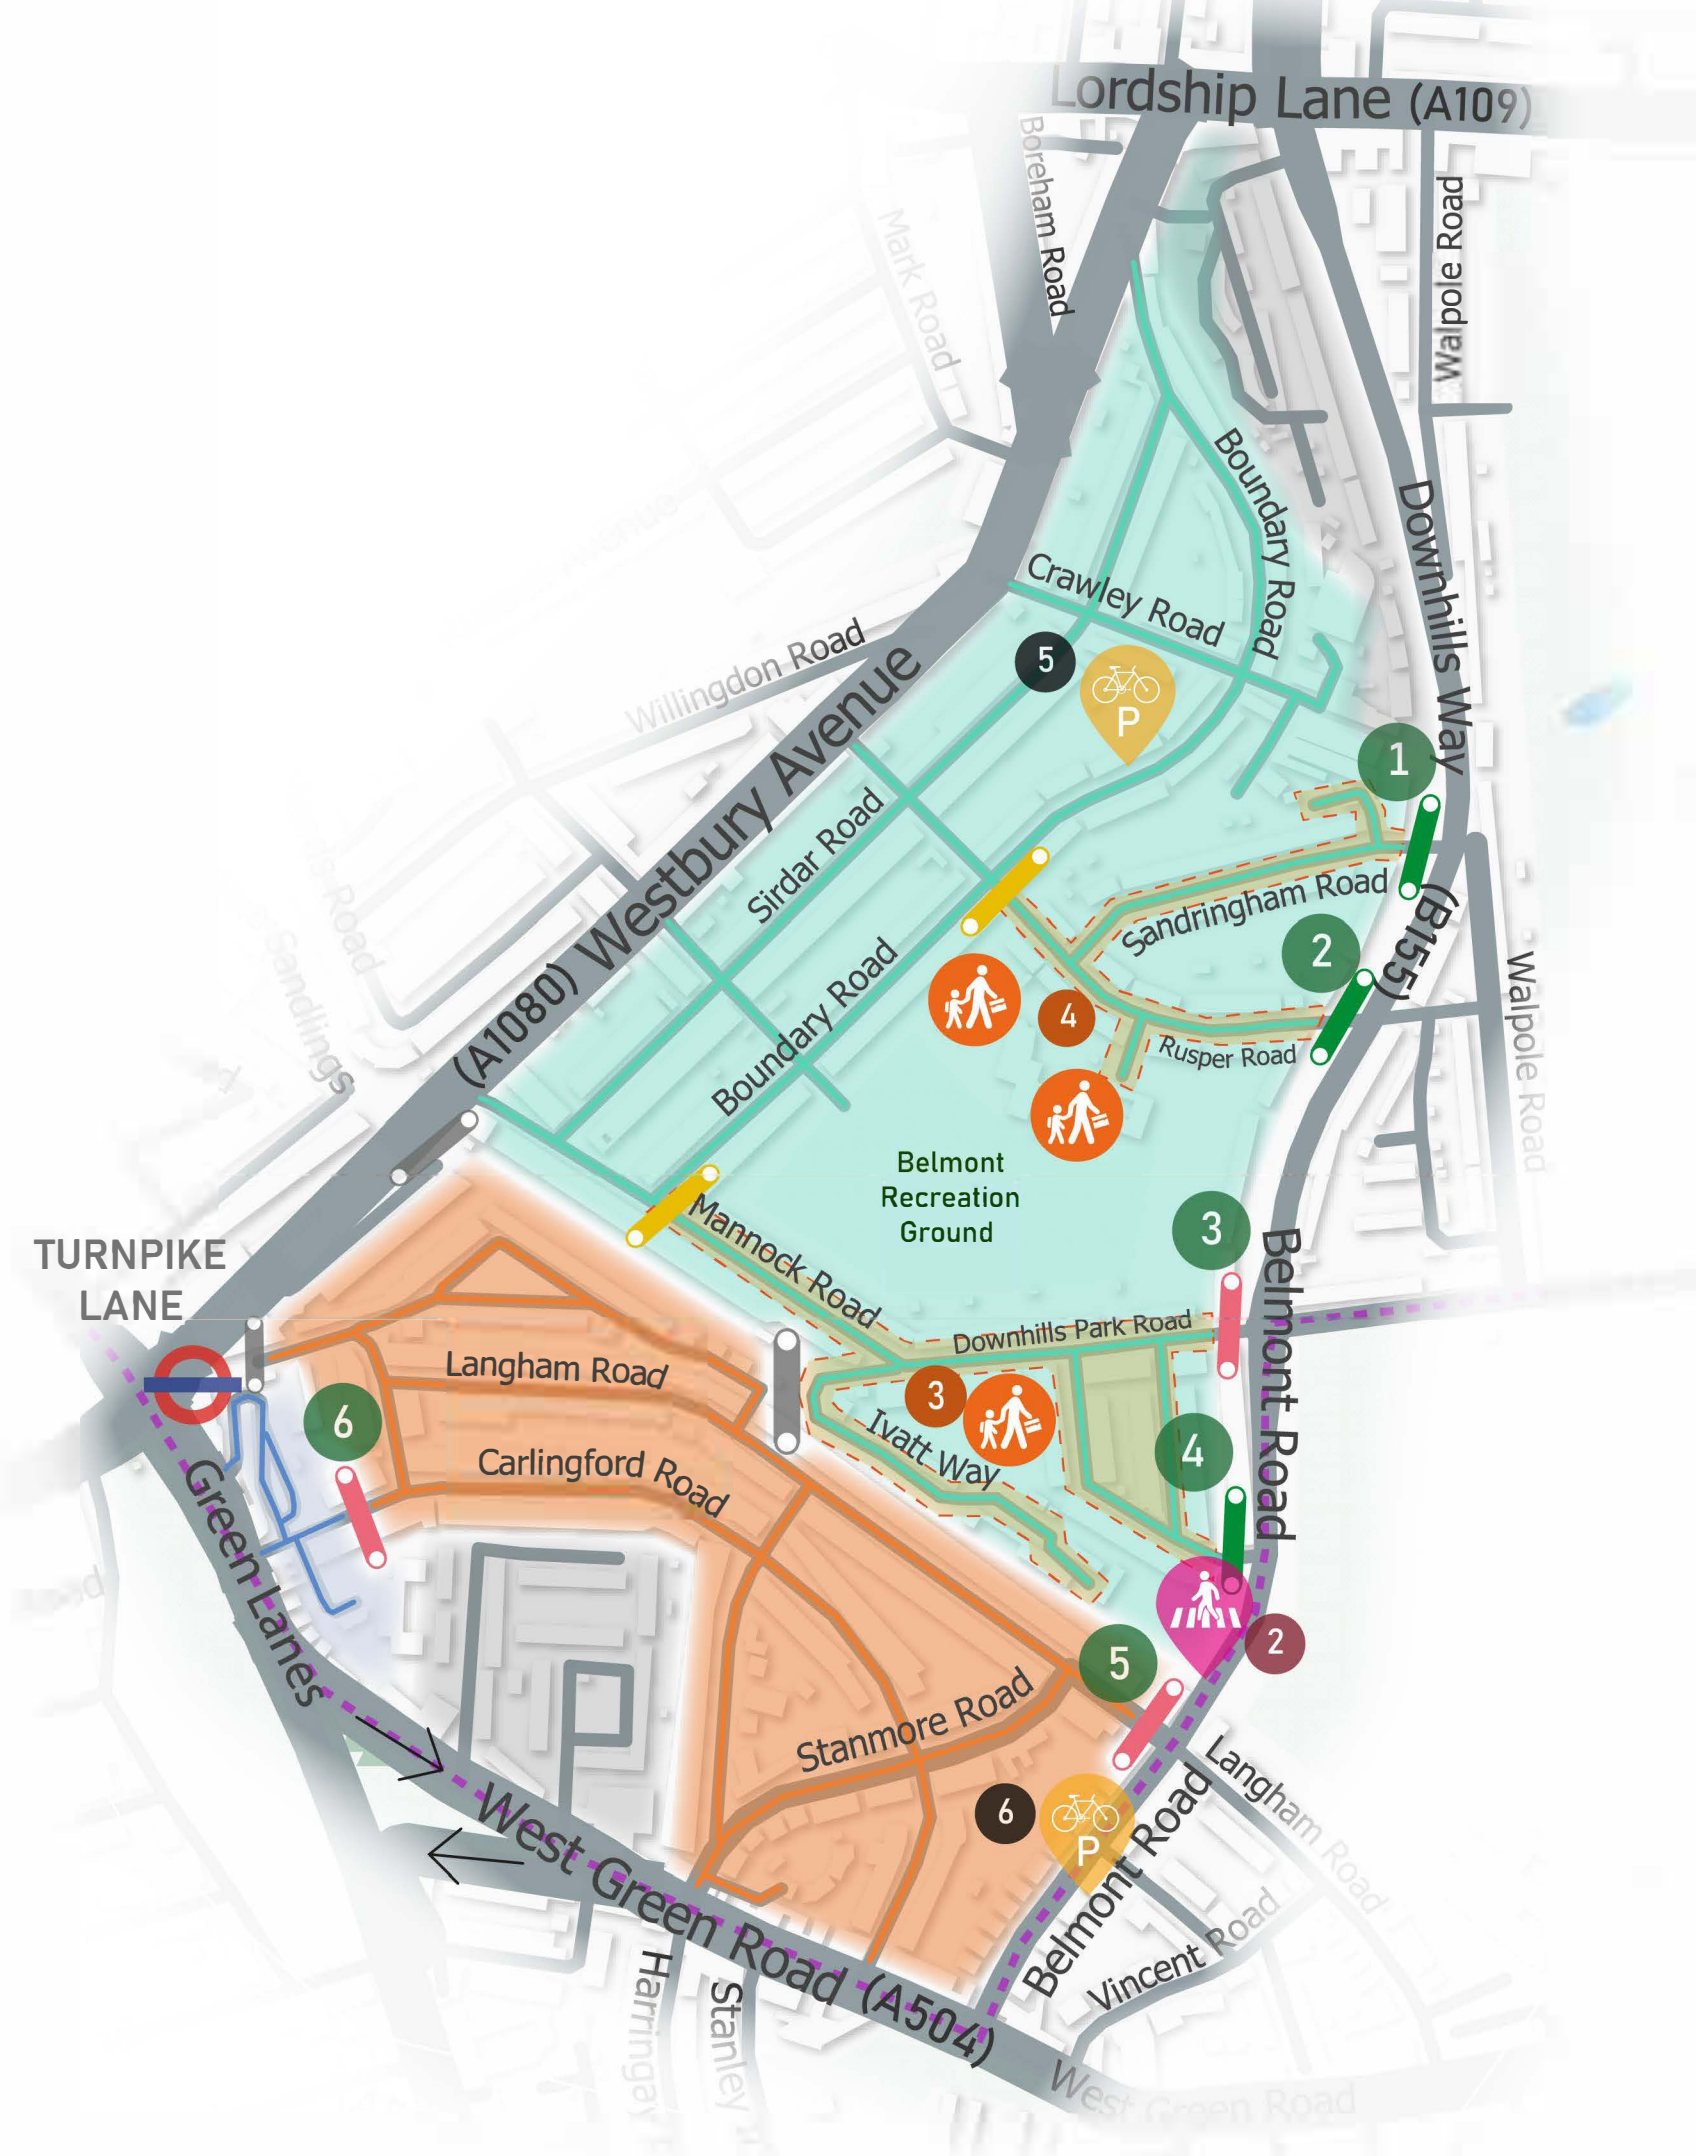 Lordship Lane (A109)
Boreham Road
Walpole Road
Mark Road
Boundary Road
Downhills Way
Crawley Road
Willingdon Road
5
P
1
(A1080) Westbury Avenue
Sirdar Road
Sandringham Road
(B155)
2
Boundary Road
4
Rusper Road
Walpole Road
Sandlings
Road
Belmont
Recreation
Ground
Mannock Road
3
TURNPIKE
LANE
Belmont Road
Downhills Park Road
Langham Road
3
Ivatt Way
6
Carlingford Road
4
Green Lanes
2
5
Stanmore Road
Langham Road
6
P
Belmont Road
West Green Road (A504)
Vincent Road
Harringay
Stanley
West Green Road